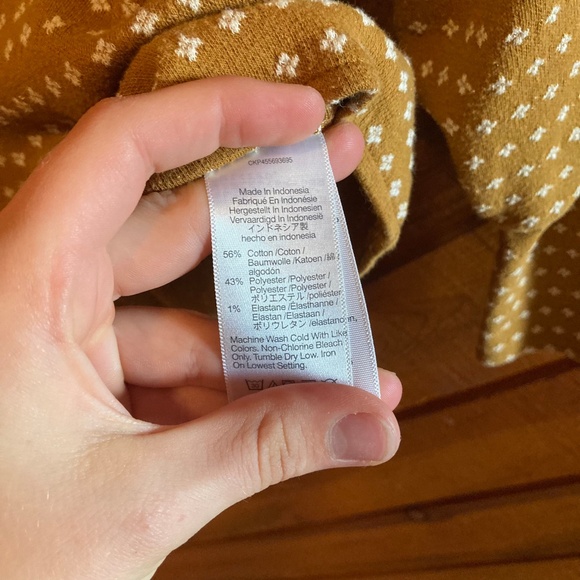 CKP455693695
Made In Indonesia
Fabriqué En Indonésie
Hergestellt In Indonesien
Vervaardigd In Indonesië
インドネシア製
hecho en indonesia
56% Cotton /Coton /
Baumwolle /Katoen /綿 /
algodón
43% Polyester /Polyester /
Polyester /Polyester /
ポリエステル /poliéster
1% Elastane /Elasthanne /
Elastan /Elastaan /
ポリウレタン /elastano
Machine Wash Cold With Like
Colors. Non-Chlorine Bleach
Only. Tumble Dry Low. Iron
On Lowest Setting.